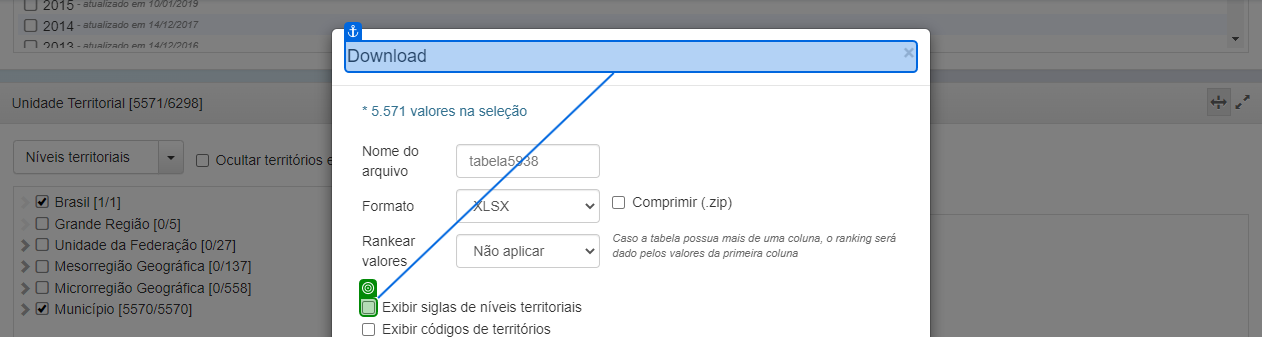 2015 - atualizado em 10/01/2019
2014 - atualizado em 14/12/2017
2013 - atualizado em 14/12/2016
Download
×
Unidade Territorial [5571/6298]
* 5.571 valores na seleção
Níveis territoriais
Ocultar territórios e
Nome do
arquivo
tabela5938
Brasil [1/1]
Formato
XLSX
Comprimir (.zip)
Grande Região [0/5]
Unidade da Federação [0/27]
Rankear
valores
Não aplicar
Caso a tabela possua mais de uma coluna, o ranking será
dado pelos valores da primeira coluna
Mesorregião Geográfica [0/137]
Microrregião Geográfica [0/558]
Município [5570/5570]
Exibir siglas de níveis territoriais
Exibir códigos de territórios